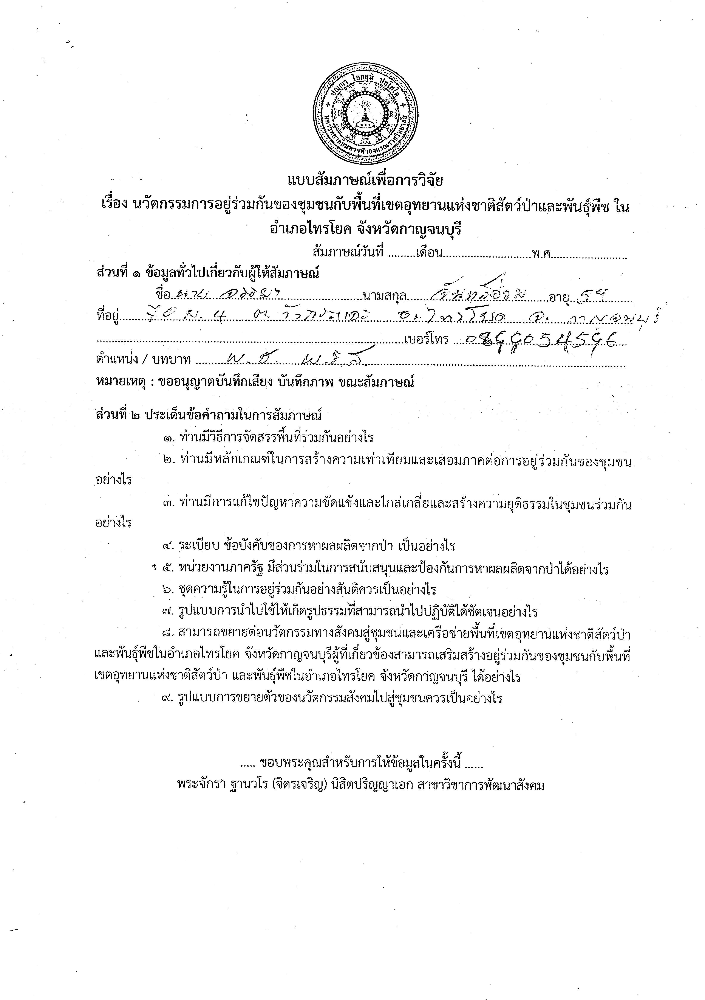 ปญฺญา โลกสฺมิ ปชฺโชโต
มหาวิทยาลัยมหาจุฬาลงกรณราชวิทยาลัย
แบบสัมภาษณ์เพื่อการวิจัย
เรื่อง นวัตกรรมการอยู่ร่วมกันของชุมชนกับพื้นที่เขตอุทยานแห่งชาติสัตว์ป่าและพันธุ์พืช ใน
อำเภอไทรโยค จังหวัดกาญจนบุรี
สัมภาษณ์วันที่ .........เดือน..............................พ.ศ..........................
ส่วนที่ ๑ ข้อมูลทั่วไปเกี่ยวกับผู้ให้สัมภาษณ์
ชื่อ นาย นามสกุล อายุ 59
ที่อยู่ ม. 4 ต. วังกระแจะ อ. ไทรโยค จ. กาญจนบุรี
เบอร์โทร 0899054596
ตำแหน่ง / บทบาท
หมายเหตุ : ขออนุญาตบันทึกเสียง บันทึกภาพ ขณะสัมภาษณ์
ส่วนที่ ๒ ประเด็นข้อคำถามในการสัมภาษณ์
๑. ท่านมีวิธีการจัดสรรพื้นที่ร่วมกันอย่างไร
๒. ท่านมีหลักเกณฑ์ในการสร้างความเท่าเทียมและเสอมภาคต่อการอยู่ร่วมกันของชุมชน
อย่างไร
๓. ท่านมีการแก้ไขปัญหาความขัดแข้งและไกล่เกลี่ยและสร้างความยุติธรรมในชุมชนร่วมกัน
อย่างไร
๔. ระเบียบ ข้อบังคับของการหาผลผลิตจากป่า เป็นอย่างไร
๕. หน่วยงานภาครัฐ มีส่วนร่วมในการสนับสนุนและป้องกันการหาผลผลิตจากป่าได้อย่างไร
๖. ชุดความรู้ในการอยู่ร่วมกันอย่างสันติควรเป็นอย่างไร
๗. รูปแบบการนำไปใช้ให้เกิดรูปธรรมที่สามารถนำไปปฏิบัติได้ชัดเจนอย่างไร
๘. สามารถขยายต่อนวัตกรรมทางสังคมสู่ชุมชนและเครือข่ายพื้นที่เขตอุทยานแห่งชาติสัตว์ป่า
และพันธุ์พืชในอำเภอไทรโยค จังหวัดกาญจนบุรีผู้ที่เกี่ยวข้องสามารถเสริมสร้างอยู่ร่วมกันของชุมชนกับพื้นที่
เขตอุทยานแห่งชาติสัตว์ป่า และพันธุ์พืชในอำเภอไทรโยค จังหวัดกาญจนบุรี ได้อย่างไร
๙. รูปแบบการขยายตัวของนวัตกรรมสังคมไปสู่ชุมชนควรเป็นอย่างไร
..... ขอบพระคุณสำหรับการให้ข้อมูลในครั้งนี้ ......
พระจักรา ฐานวโร (จิตรเจริญ) นิสิตปริญญาเอก สาขาวิชาการพัฒนาสังคม